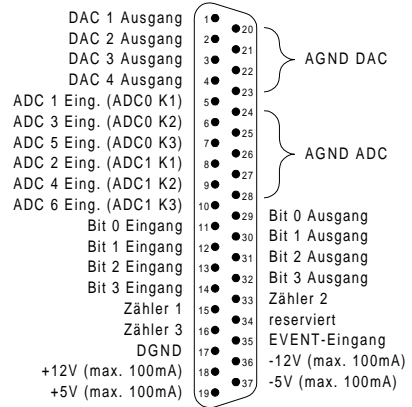 DAC 1 Ausgang 1
DAC 2 Ausgang 2
DAC 3 Ausgang 3
DAC 4 Ausgang 4
ADC 1 Eing. (ADC0 K1) 5
ADC 3 Eing. (ADC0 K2) 6
ADC 5 Eing. (ADC0 K3) 7
ADC 2 Eing. (ADC1 K1) 8
ADC 4 Eing. (ADC1 K2) 9
ADC 6 Eing. (ADC1 K3) 10
Bit 0 Eingang 11
Bit 1 Eingang 12
Bit 2 Eingang 13
Bit 3 Eingang 14
Zähler 1 15
Zähler 3 16
DGND 17
+12V (max. 100mA) 18
+5V (max. 100mA) 19
20
21
22
23
AGND DAC
24
25
26
27
28
AGND ADC
29 Bit 0 Ausgang
30 Bit 1 Ausgang
31 Bit 2 Ausgang
32 Bit 3 Ausgang
33 Zähler 2
34 reserviert
35 EVENT-Eingang
36 -12V (max. 100mA)
37 -5V (max. 100mA)